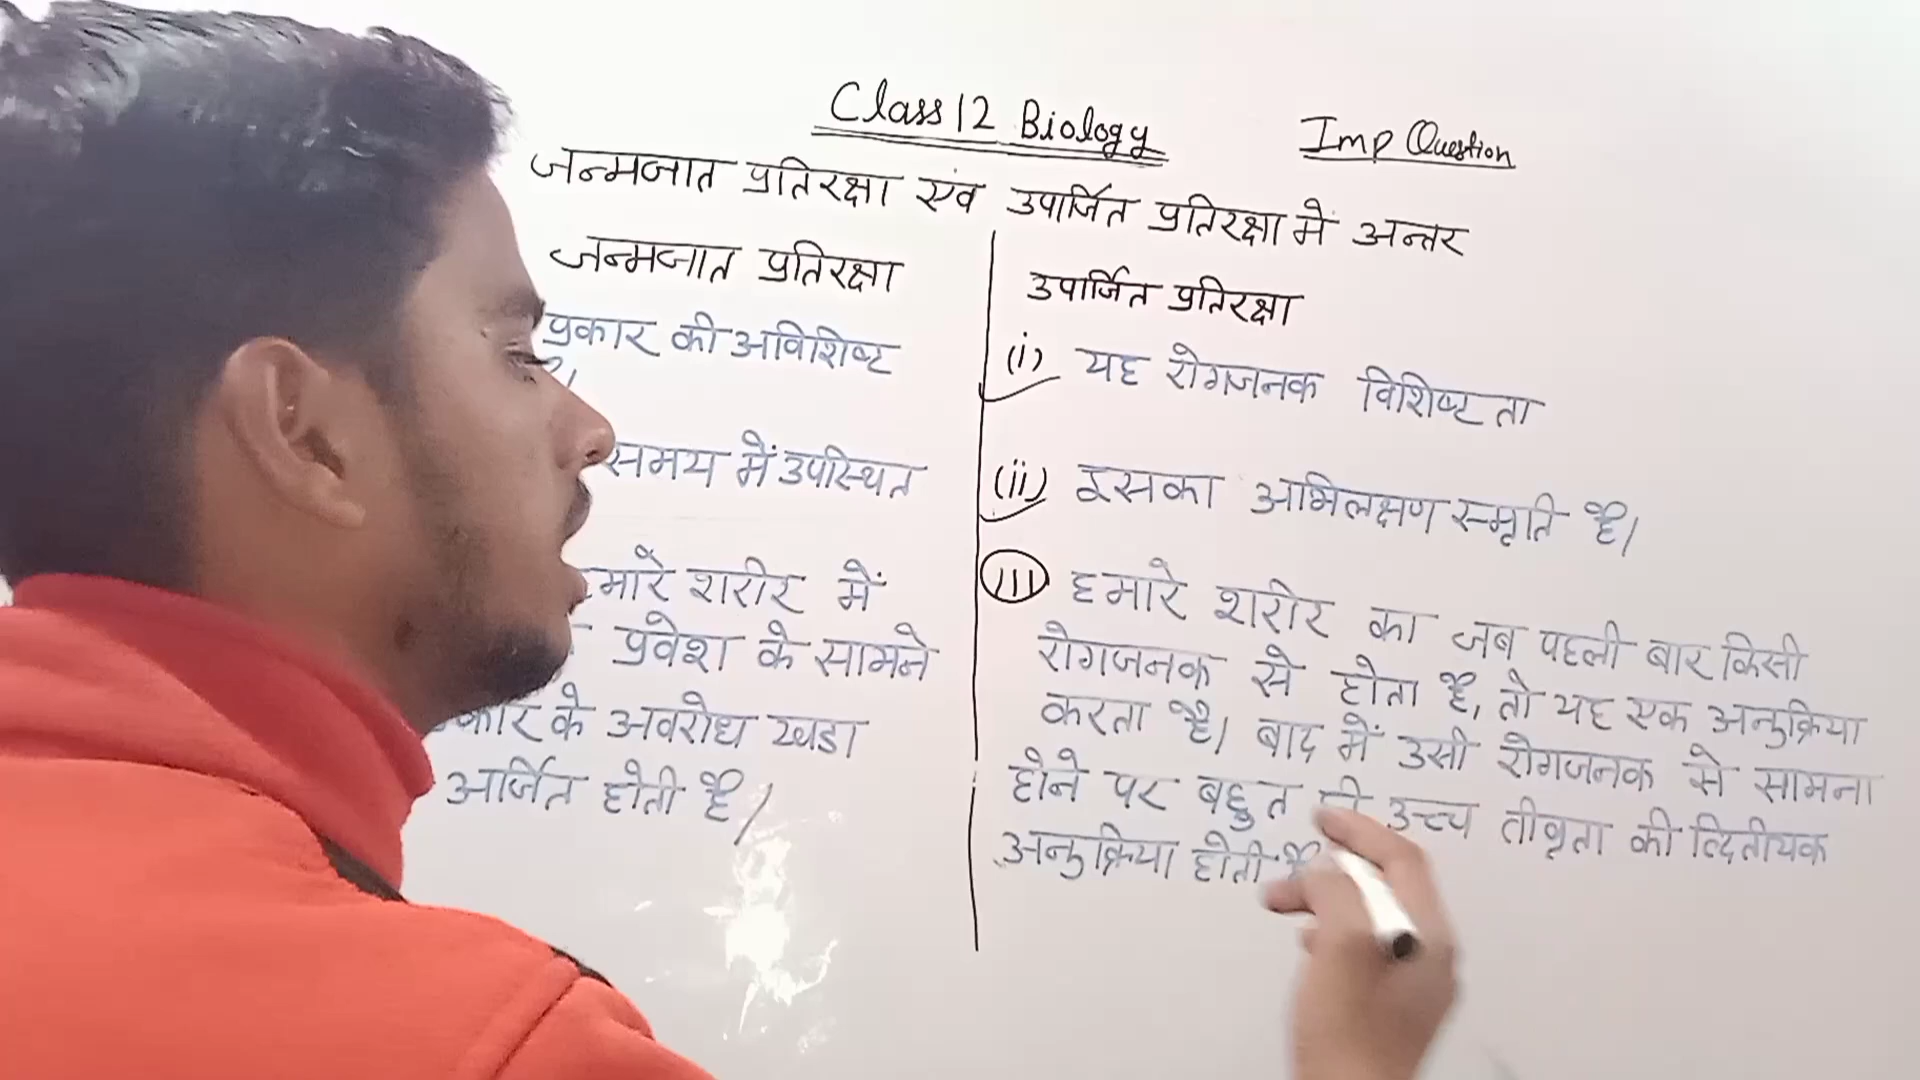 Class 12 Biology
Imp Question
जन्मजात प्रतिरक्षा एंव उपार्जित प्रतिरक्षा में अन्तर
जन्मजात प्रतिरक्षा
प्रकार की अविशिष्ट
समय में उपस्थित
हमारे शरीर में
प्रवेश के सामने
के अवरोध खडा
अर्जित होती है।
उपार्जित प्रतिरक्षा
(i) यह रोगजनक विशिष्टता
(ii) इसका अभिलक्षण स्मृति है।
(iii) हमारे शरीर का जब पहली बार किसी
रोगजनक से होता है, तो यह एक अनुक्रिया
करता है। बाद में उसी रोगजनक से सामना
होने पर बहुत उच्च तीव्रता की द्वितीयक
अनुक्रिया होती है